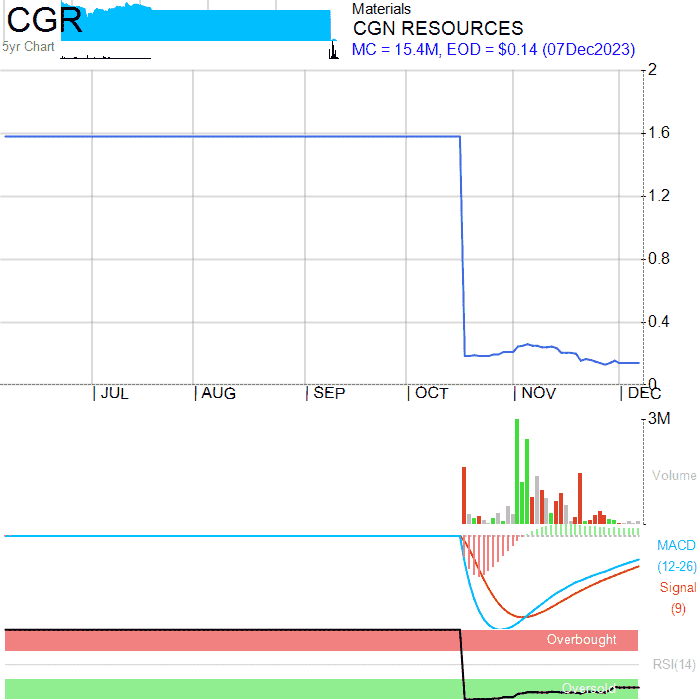 CGR
5yr Chart
Materials
CGN RESOURCES
MC = 15.4M, EOD = $0.14 (07Dec2023)
2
1.6
1.2
0.8
0.4
0
JUL
AUG
SEP
OCT
NOV
DEC
3M
Volume
MACD
(12-26)
Signal
(9)
Overbought
RSI(14)
Oversold